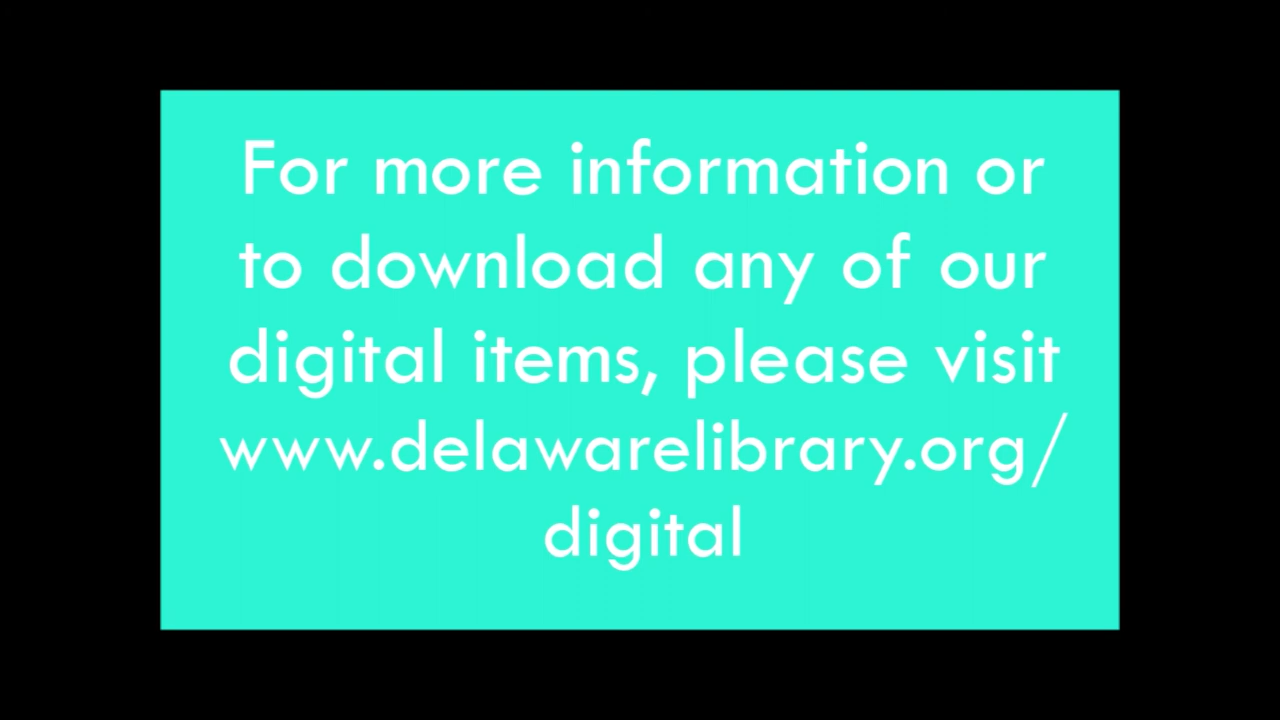 For more information or
to download any of our
digital items, please visit
www.delawarelibrary.org/
digital